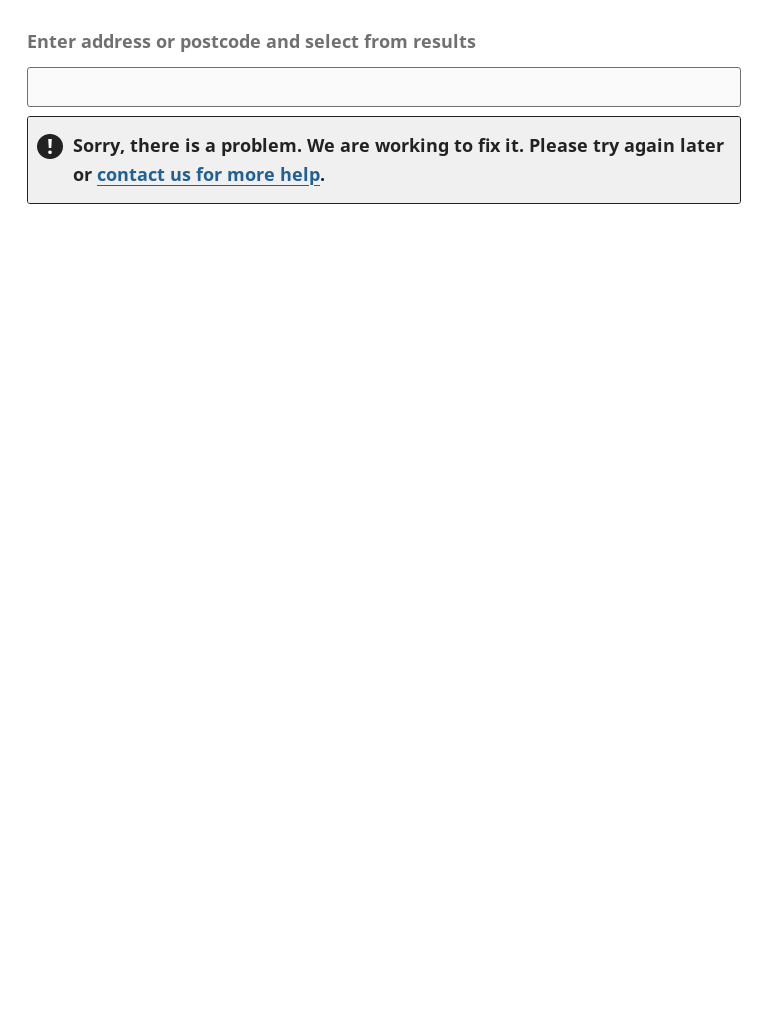 Enter address or postcode and select from results
Sorry, there is a problem. We are working to fix it. Please try again later
or contact us for more help.